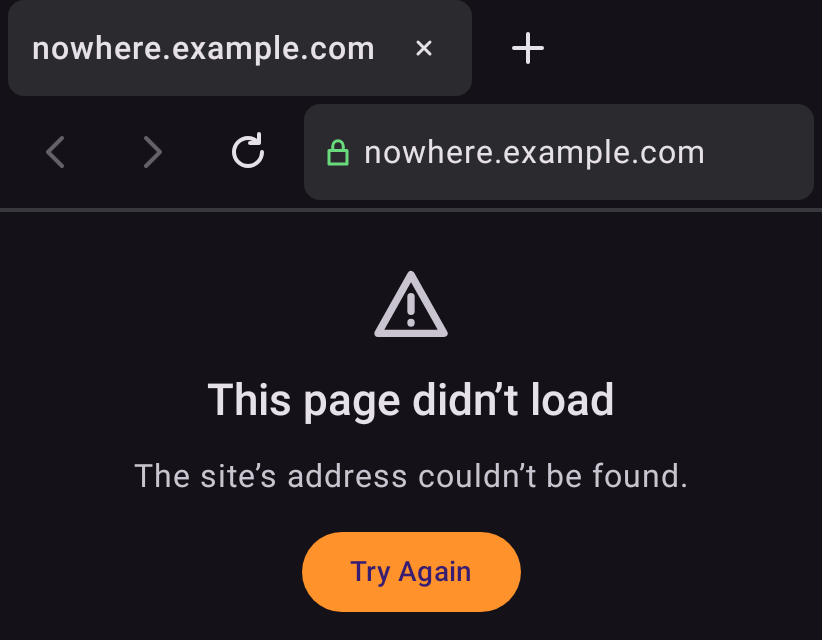 nowhere.example.com
nowhere.example.com
This page didn’t load
The site’s address couldn’t be found.
Try Again